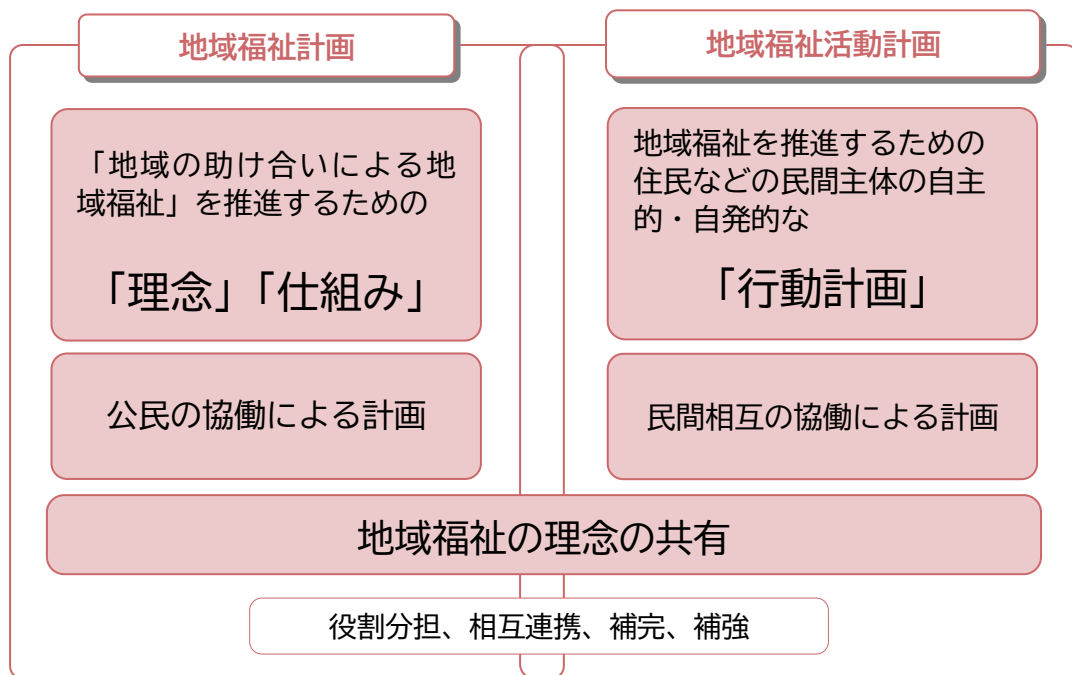 地域福祉計画
「地域の助け合いによる地
域福祉」を推進するための
「理念」「仕組み」
公民の協働による計画
地域福祉活動計画
地域福祉を推進するための
住民などの民間主体の自主
的・自発的な
「行動計画」
民間相互の協働による計画
地域福祉の理念の共有
役割分担、相互連携、補完、補強